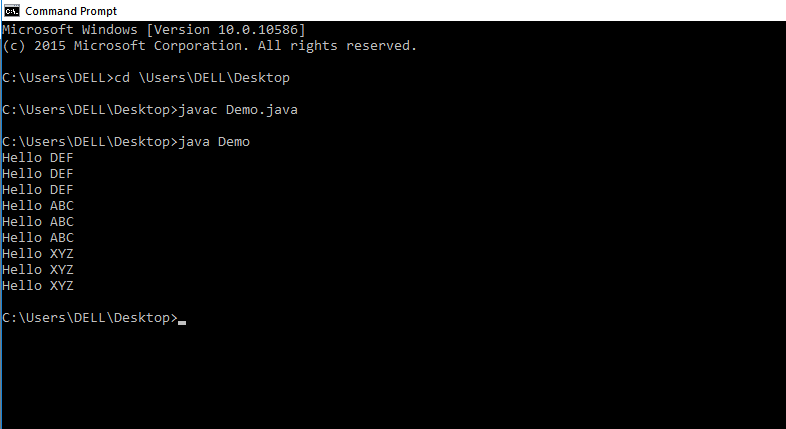 Command Prompt
Microsoft Windows [Version 10.0.10586]
(c) 2015 Microsoft Corporation. All rights reserved.
C:\Users\DELL>cd \Users\DELL\Desktop
C:\Users\DELL\Desktop>javac Demo.java
C:\Users\DELL\Desktop>java Demo
Hello DEF
Hello DEF
Hello DEF
Hello ABC
Hello ABC
Hello ABC
Hello XYZ
Hello XYZ
Hello XYZ
C:\Users\DELL\Desktop>